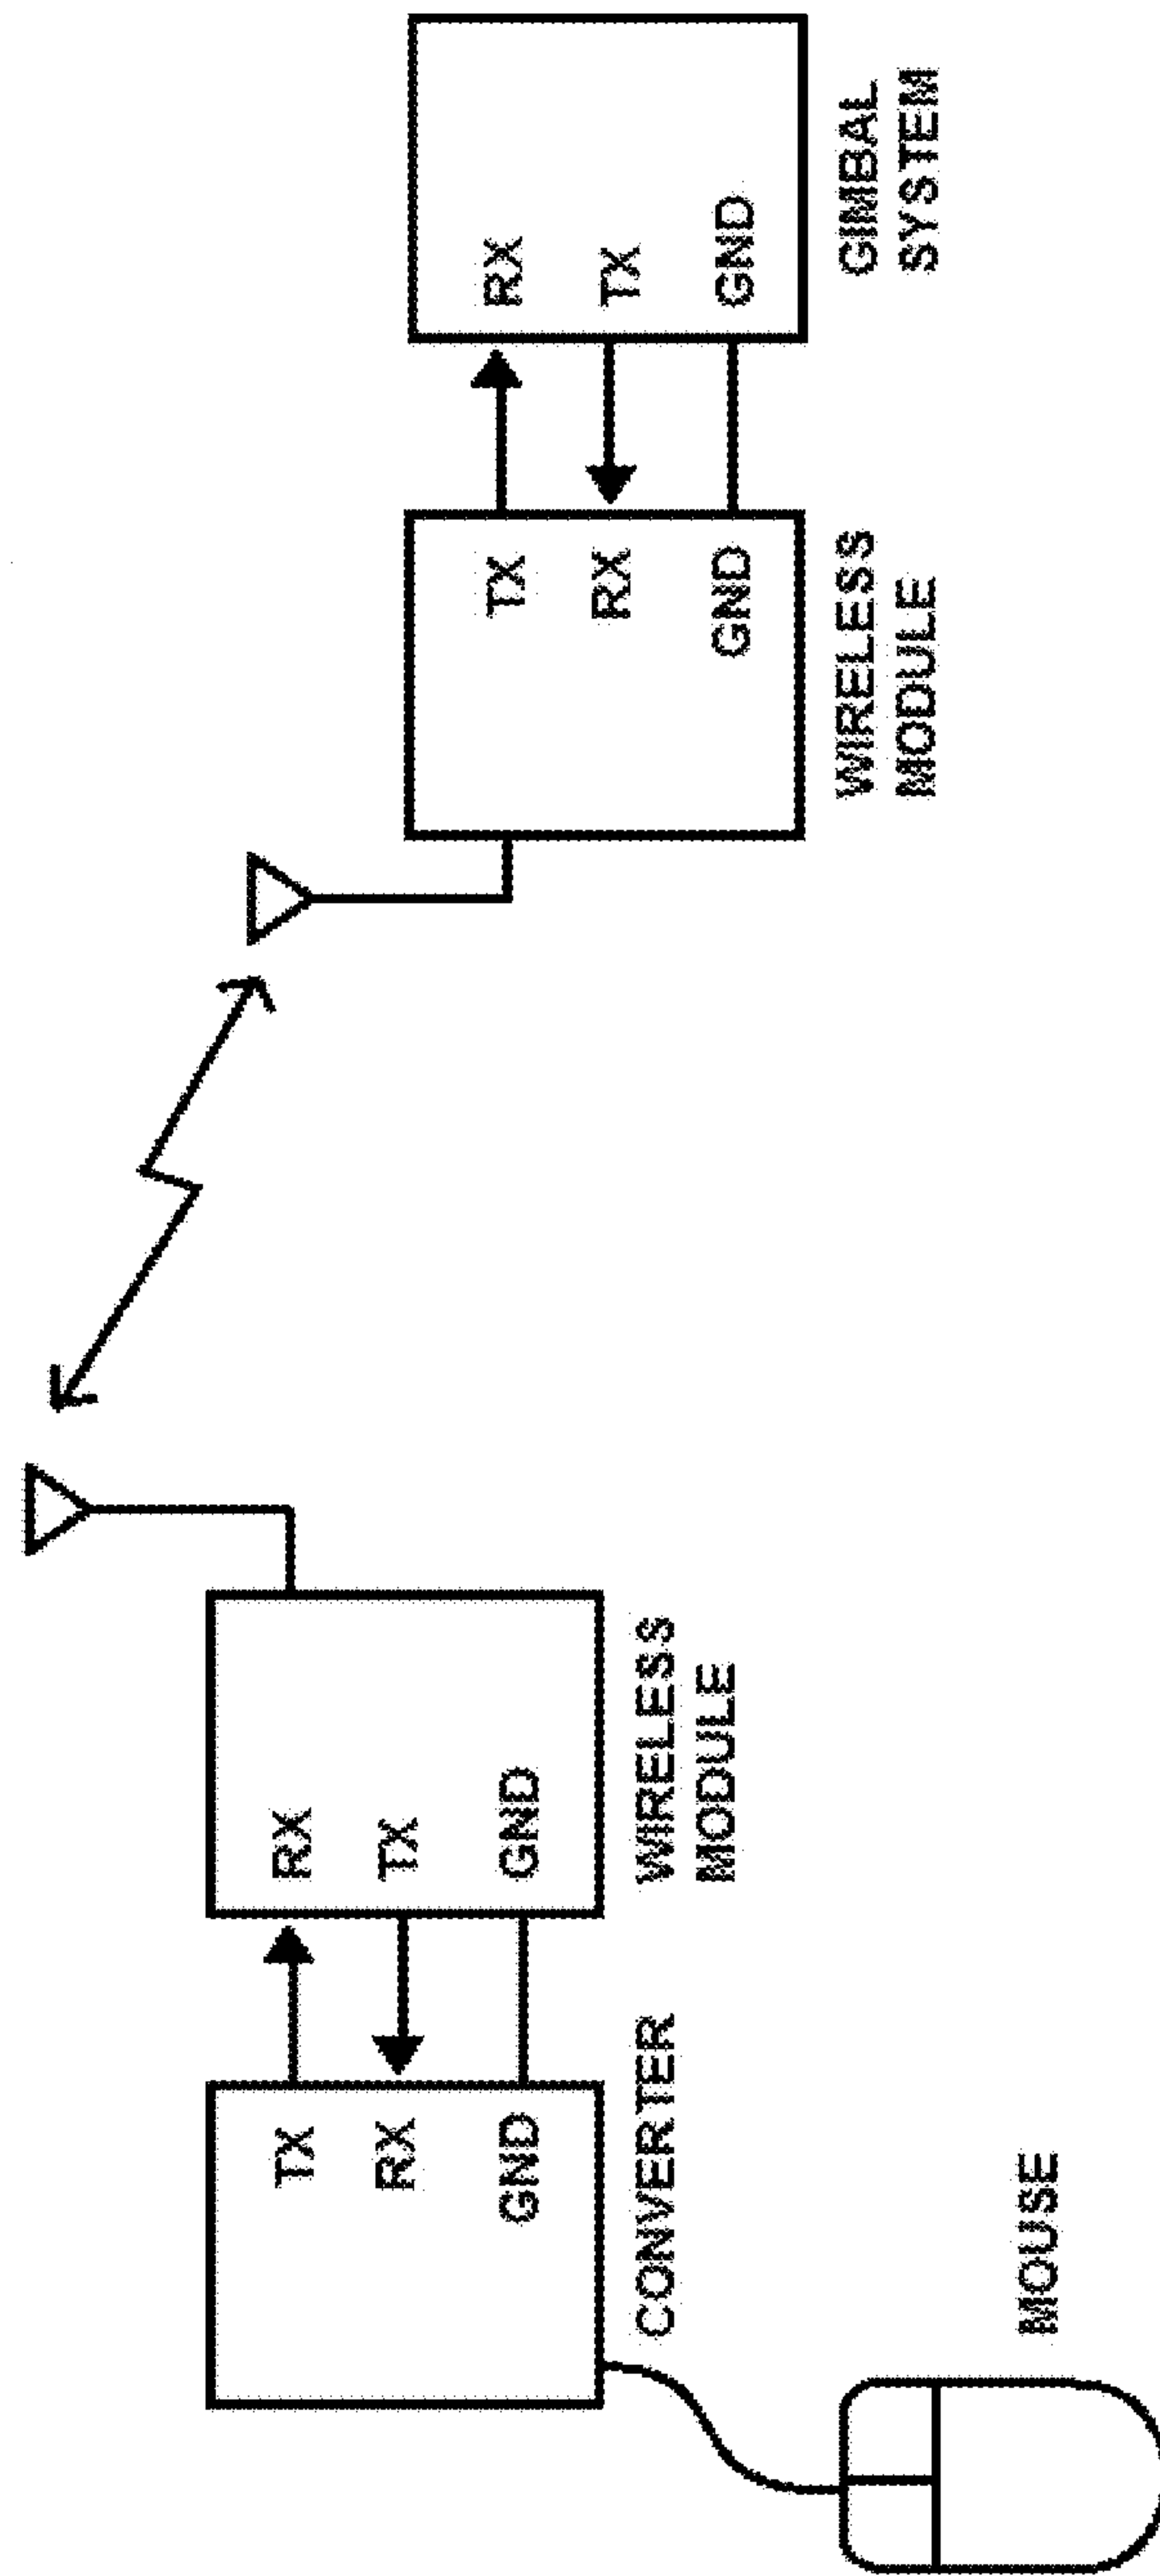 TX
RX
GND
CONVERTER
MOUSE
RX
TX
GND
WIRELESS
MODULE
TX
RX
GND
WIRELESS
MODULE
RX
TX
GND
GIMBAL
SYSTEM